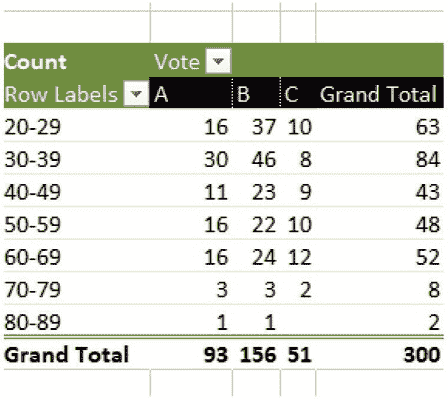 Count Vote
Row Labels A B C Grand Total
20-29 16 37 10 63
30-39 30 46 8 84
40-49 11 23 9 43
50-59 16 22 10 48
60-69 16 24 12 52
70-79 3 3 2 8
80-89 1 1 2
Grand Total 93 156 51 300